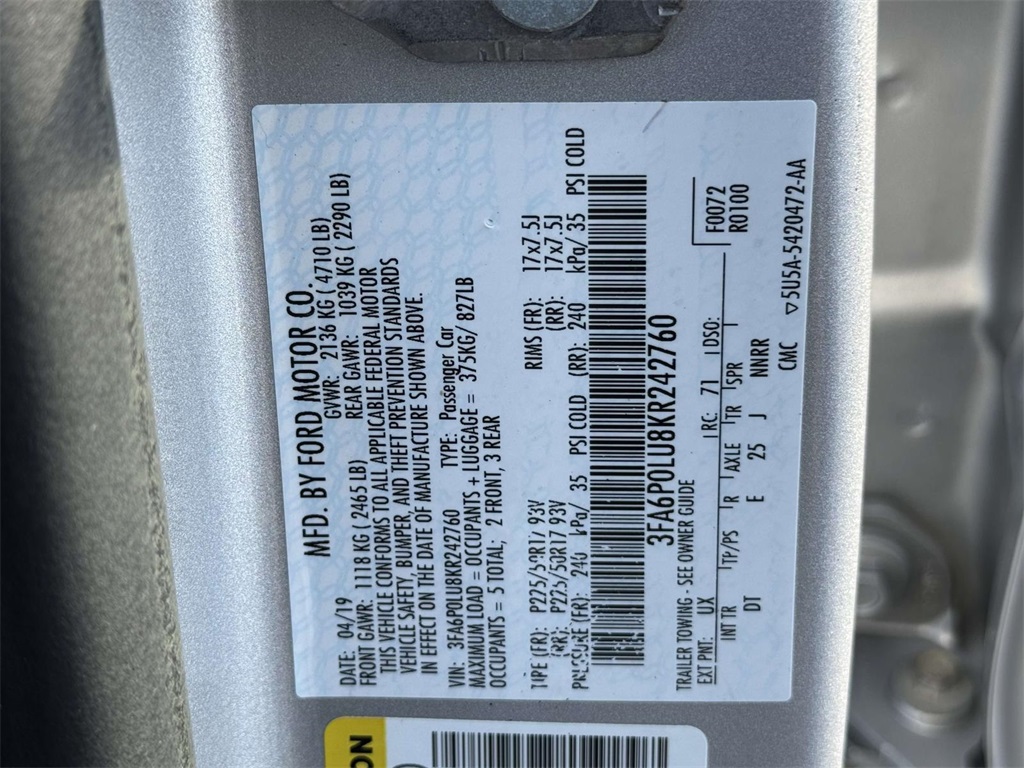 MFD. BY FORD MOTOR CO.
DATE: 04/19 GVWR: 2136 KG ( 4710 LB)
FRONT GAWR: 1118 KG ( 2465 LB) REAR GAWR: 1039 KG ( 2290 LB)
THIS VEHICLE CONFORMS TO ALL APPLICABLE FEDERAL MOTOR
VEHICLE SAFETY, BUMPER, AND THEFT PREVENTION STANDARDS
IN EFFECT ON THE DATE OF MANUFACTURE SHOWN ABOVE.
VIN: 3FA6P0LU8KR242760 TYPE: Passenger Car
MAXIMUM LOAD = OCCUPANTS + LUGGAGE = 375KG/ 827LB
OCCUPANTS = 5 TOTAL; 2 FRONT, 3 REAR
TIRE (FR): P225/50R17 93V RIMS (FR): 17x7.5J
(RR): P225/50R17 93V (RR): 17x7.5J
PRESSURE (FR): 240 kPa/ 35 PSI COLD (RR): 240 kPa/ 35 PSI COLD
3FA6P0LU8KR242760
TRAILER TOWING - SEE OWNER GUIDE F0072
EXT PNT: UX RC: 71 DSO: R0100
INT TR TP/PS R AXLE TR SPR
DT E 25 J NNRR
CMC ▽5U5A-5420472-AA
ON